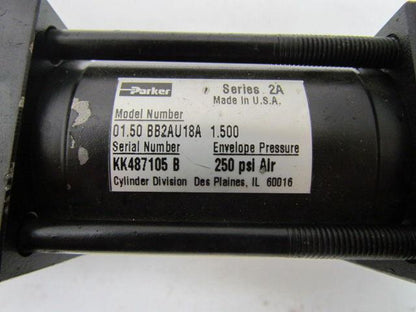 Parker Series 2A
Made in U.S.A.
Model Number
01.50 BB2AU18A 1.500
Serial Number Envelope Pressure
KK487105 B 250 psi Air
Cylinder Division Des Plaines, IL 60016